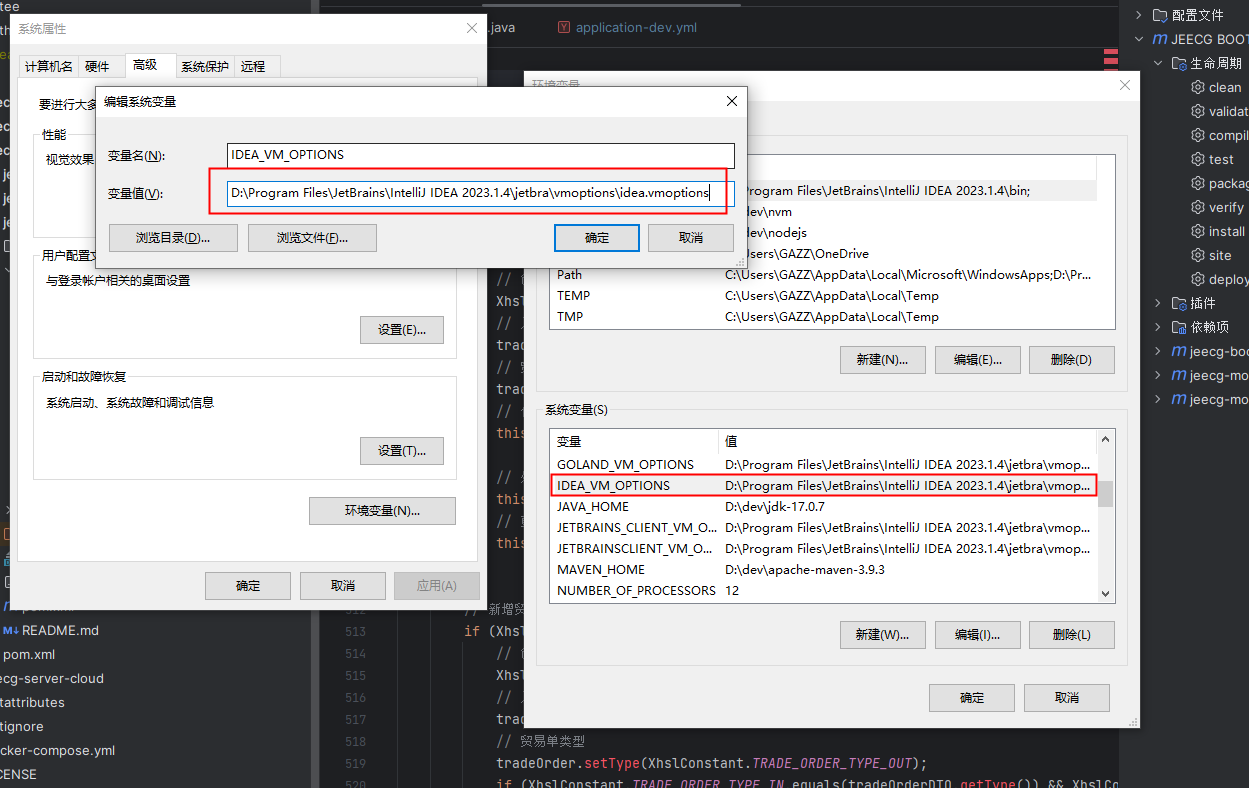 tee
.java
application-dev.yml
系统属性
计算机名
硬件
高级
系统保护
远程
要进行大多
性能
视觉效果
用户配置文
与登录帐户相关的桌面设置
设置(E)...
启动和故障恢复
系统启动、系统故障和调试信息
设置(T)...
环境变量(N)...
确定
取消
应用(A)
编辑系统变量
变量名(N):
IDEA_VM_OPTIONS
变量值(V):
D:\Program Files\JetBrains\IntelliJ IDEA 2023.1.4\jetbra\vmoptions\idea.vmoptions
浏览目录(D)...
浏览文件(F)...
确定
取消
环境变量
rogram Files\JetBrains\IntelliJ IDEA 2023.1.4\bin;
dev\nvm
dev\nodejs
sers\GAZZ\OneDrive
Path C:\Users\GAZZ\AppData\Local\Microsoft\WindowsApps;D:\Pr...
TEMP C:\Users\GAZZ\AppData\Local\Temp
TMP C:\Users\GAZZ\AppData\Local\Temp
新建(N)...
编辑(E)...
删除(D)
系统变量(S)
变量 值
GOLAND_VM_OPTIONS D:\Program Files\JetBrains\IntelliJ IDEA 2023.1.4\jetbra\vmop...
IDEA_VM_OPTIONS D:\Program Files\JetBrains\IntelliJ IDEA 2023.1.4\jetbra\vmop...
JAVA_HOME D:\dev\jdk-17.0.7
JETBRAINS_CLIENT_VM_O... D:\Program Files\JetBrains\IntelliJ IDEA 2023.1.4\jetbra\vmop...
JETBRAINSCLIENT_VM_O... D:\Program Files\JetBrains\IntelliJ IDEA 2023.1.4\jetbra\vmop...
MAVEN_HOME D:\dev\apache-maven-3.9.3
NUMBER_OF_PROCESSORS 12
新建(W)...
编辑(I)...
删除(L)
确定
取消
配置文件
JEECG BOOT
生命周期
clean
validat
compil
test
packag
verify
install
site
deploy
插件
依赖项
jeecg-boo
jeecg-mo
jeecg-mo
//
Xhsl
//
trad
//
trad
//
this
//
this
//
this
// 新增贸
513 if (Xhsl
514 //
515 Xhsl
516 //
517 trad
518 // 贸易单类型
519 tradeOrder.setType(XhslConstant.TRADE_ORDER_TYPE_OUT);
520 if (XhslConstant.TRADE_ORDER_TYPE_IN.equals(tradeOrderDTO.getType()) && XhslCo
README.md
pom.xml
ecg-server-cloud
tattributes
tignore
cker-compose.yml
CENSE